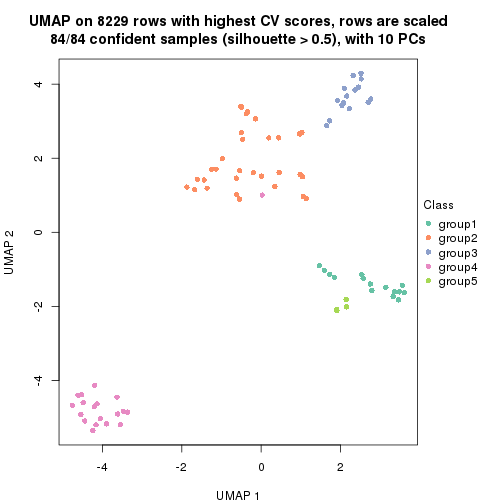 UMAP on 8229 rows with highest CV scores, rows are scaled
84/84 confident samples (silhouette > 0.5), with 10 PCs
4
2
0
-2
-4
UMAP 2
-4
-2
0
2
UMAP 1
Class
group1
group2
group3
group4
group5